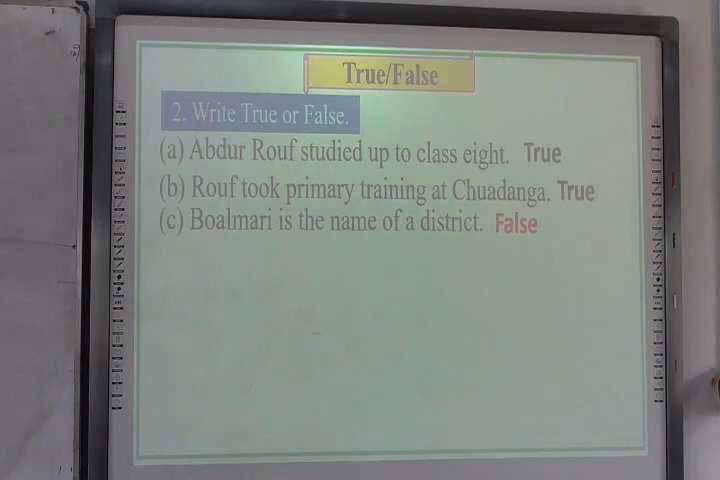 True/False
2. Write True or False.
(a) Abdur Rouf studied up to class eight. True
(b) Rouf took primary training at Chuadanga. True
(c) Boalmari is the name of a district. False